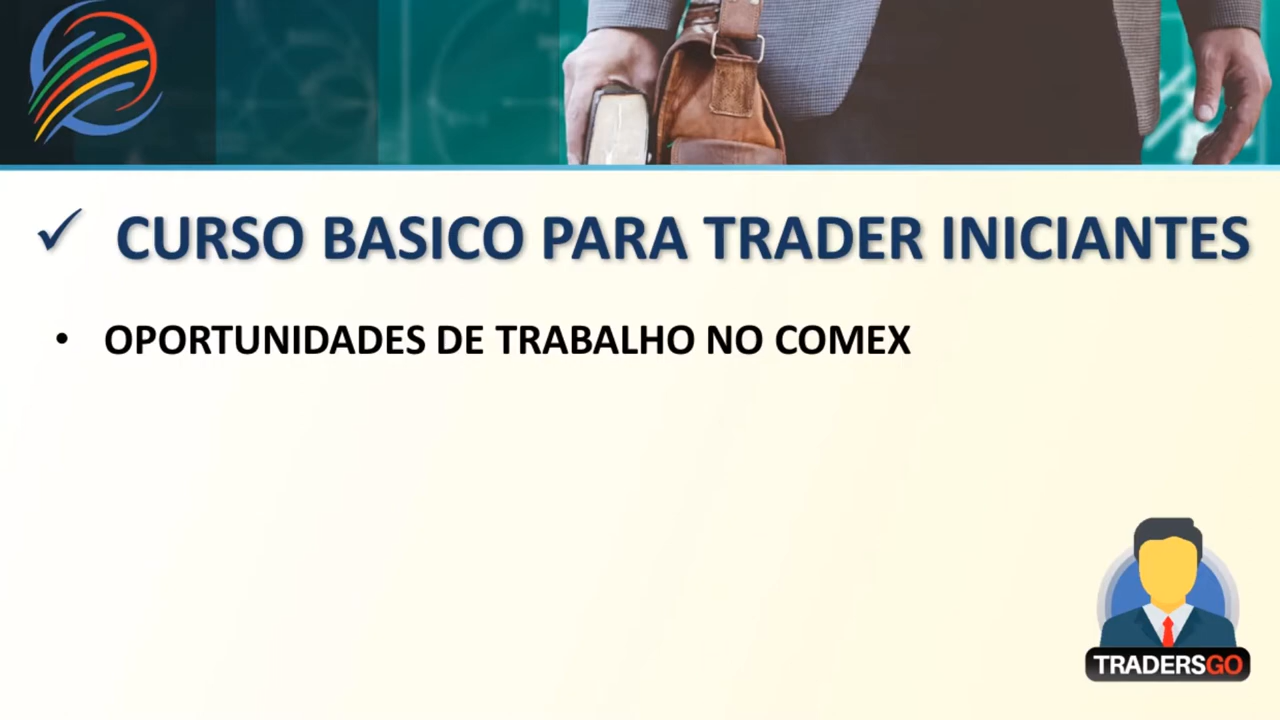 CURSO BASICO PARA TRADER INICIANTES
• OPORTUNIDADES DE TRABALHO NO COMEX
TRADERSGO